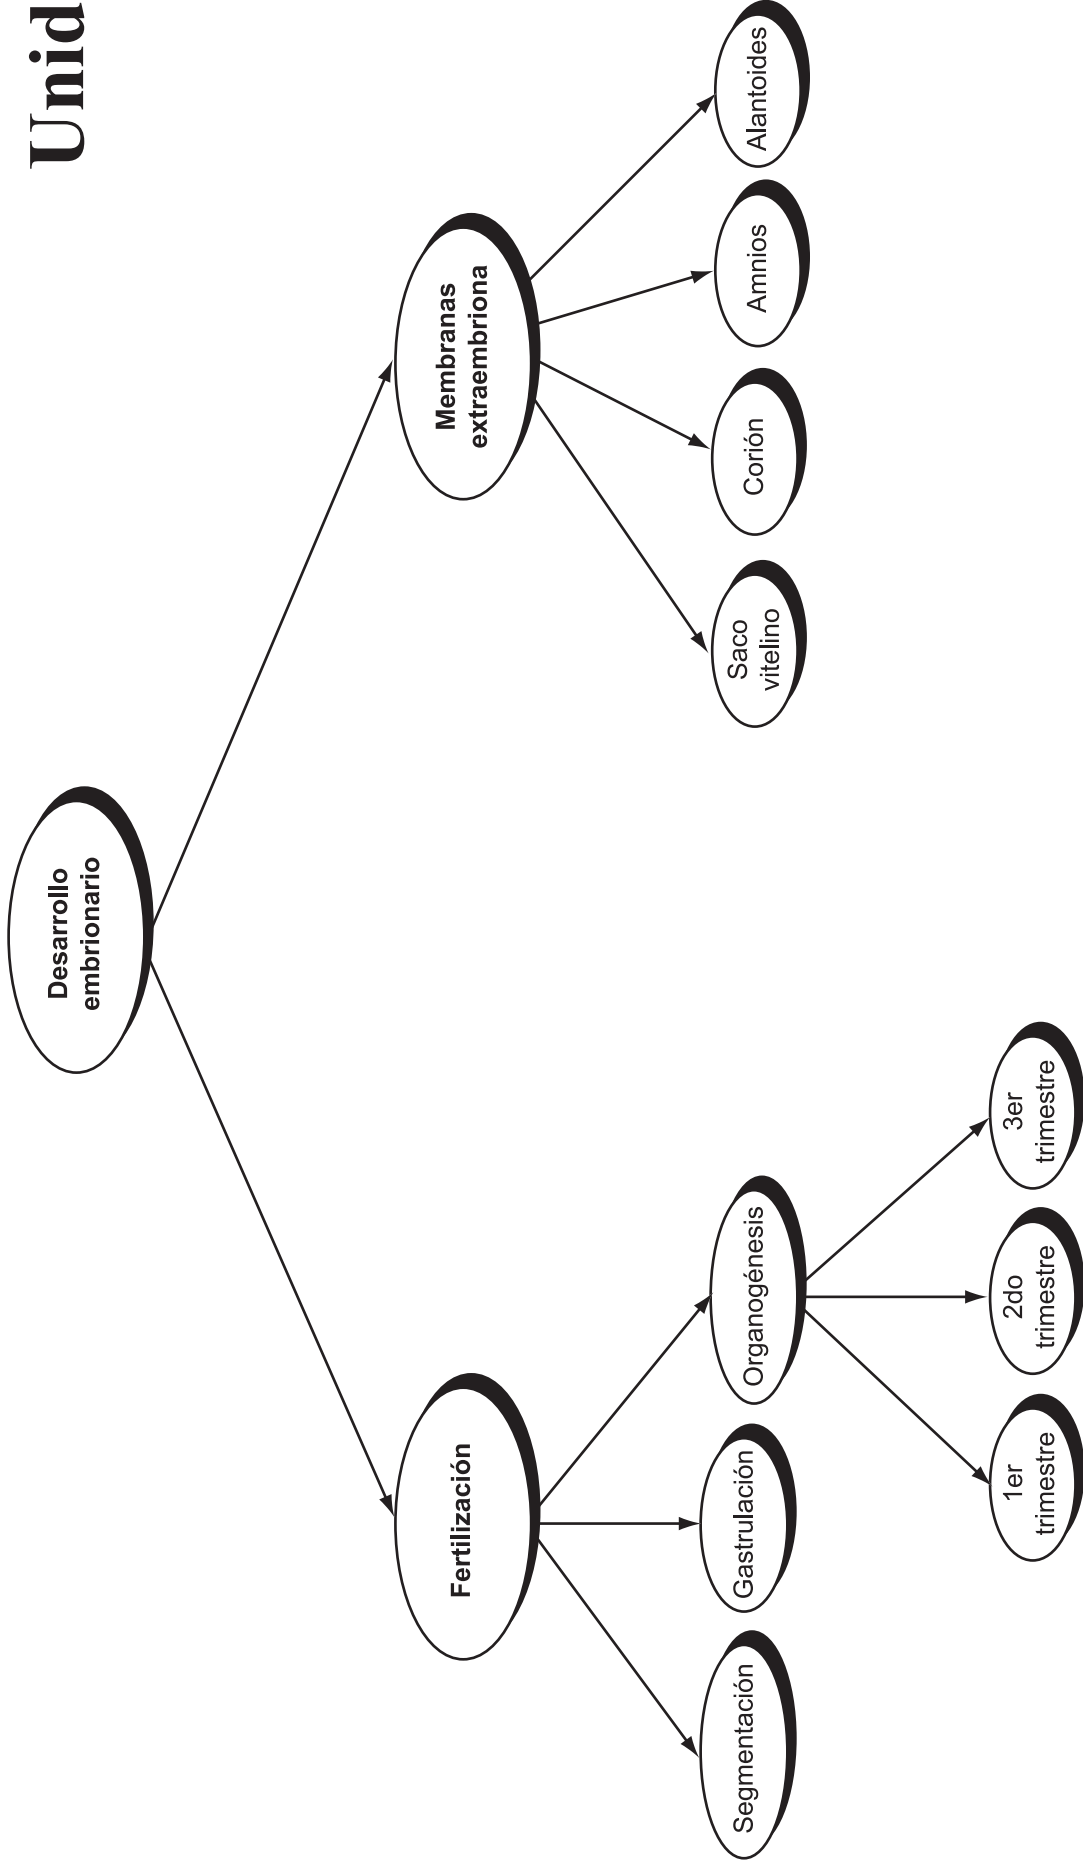 Unid
Desarrollo
embrionario
Fertilización
Membranas
extraembriona
Segmentación
Gastrulación
Organogénesis
Saco
vitelino
Corión
Amnios
Alantoides
1er
trimestre
2do
trimestre
3er
trimestre